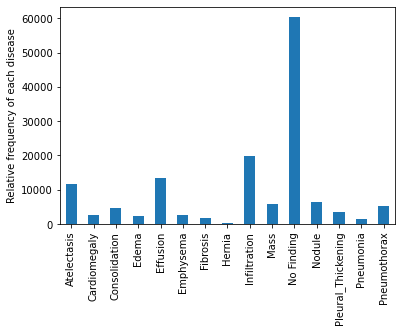 Relative frequency of each disease
60000
50000
40000
30000
20000
10000
0
Atelectasis
Cardiomegaly
Consolidation
Edema
Effusion
Emphysema
Fibrosis
Hernia
Infiltration
Mass
No Finding
Nodule
Pleural_Thickening
Pneumonia
Pneumothorax